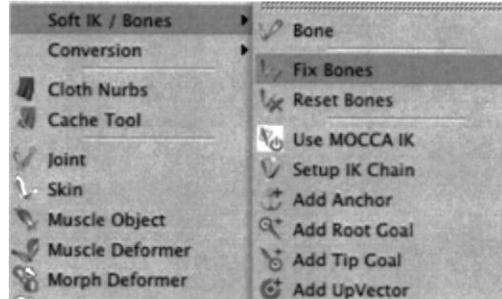 Soft IK / Bones
Conversion
Cloth Nurbs
Cache Tool
Joint
Skin
Muscle Object
Muscle Deformer
Morph Deformer
Bone
Fix Bones
Reset Bones
Use MOCCA IK
Setup IK Chain
Add Anchor
Add Root Goal
Add Tip Goal
Add UpVector